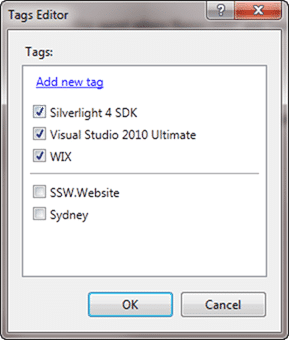 Tags Editor
Tags:
Add new tag
Silverlight 4 SDK
Visual Studio 2010 Ultimate
WIX
SSW.Website
Sydney
OK
Cancel